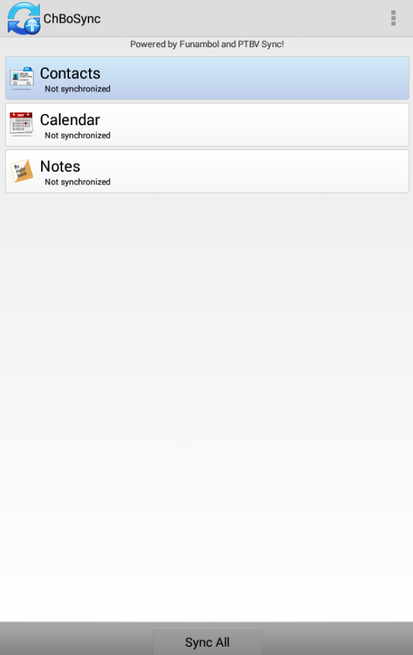 ChBoSync
Powered by Funambol and PTBV Sync!
Contacts
Not synchronized
Calendar
Not synchronized
Notes
Not synchronized
Sync All